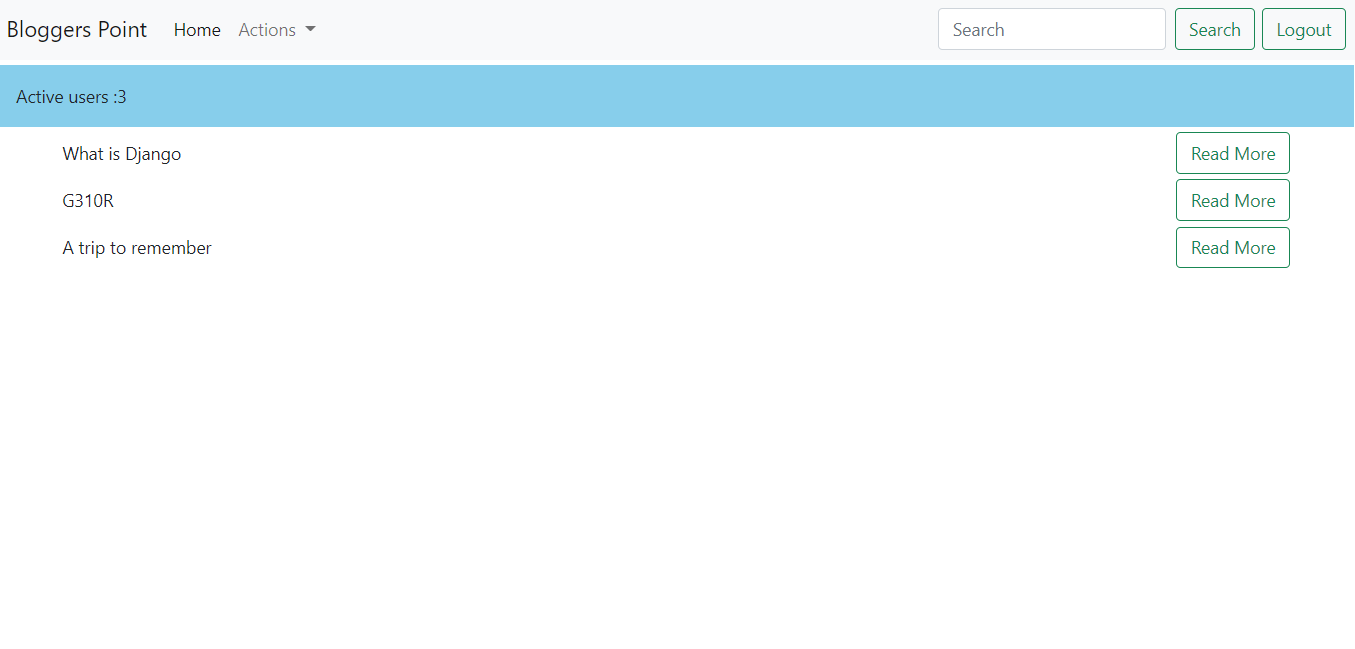 Bloggers Point Home Actions Search Search Logout
Active users :3
What is Django Read More
G310R Read More
A trip to remember Read More